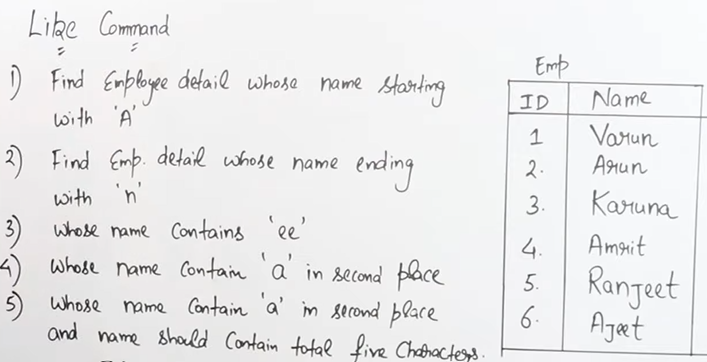 Like Command
1) Find Employee detail whose name starting
with 'A'
2) Find Emp. detail whose name ending
with 'n'
3) Whose name Contains 'ee'
4) Whose name Contain 'a' in second place
5) Whose name Contain 'a' in second place
and name should Contain total five Characters.
Emp
ID Name
1 Varun
2. Arun
3. Karuna
4. Amrit
5. Ranjeet
6. Ajeet